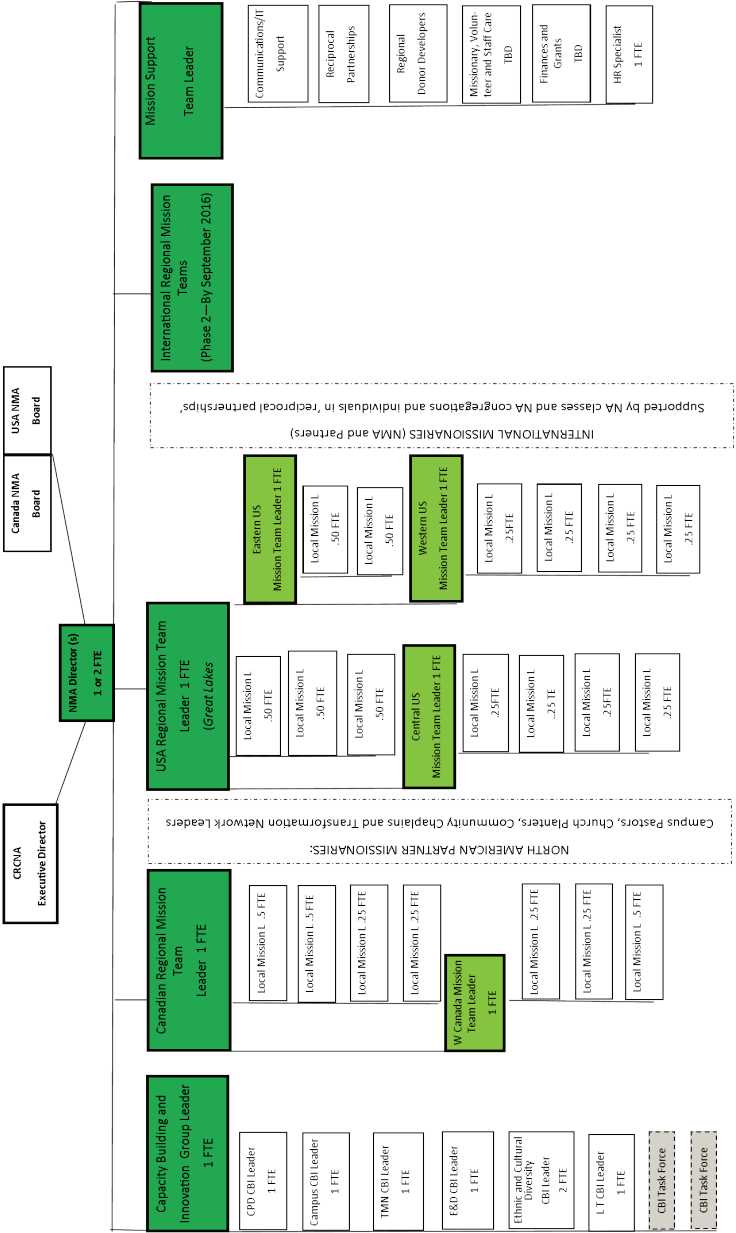 CRCNA
Executive Director
Canada NMA
Board
USA NMA
Board
NMA Director (s)
1 or 2 FTE
Capacity Building and
Innovation  Group Leader
1 FTE
CPD CBI Leader
1 FTE
Campus CBI Leader
1 FTE
TMN CBI Leader
1 FTE
E&D CBI Leader
1 FTE
Ethnic and Cultural
Diversity
CBI Leader
2 FTE
L T CBI Leader
1 FTE
CBI Task Force
CBI Task Force
Canadian Regional Mission
Team
Leader  1 FTE
Local Mission L  .5 FTE
Local Mission L  .5 FTE
Local Mission L  .25 FTE
Local Mission L  .25 FTE
W Canada Mission
Team Leader
1 FTE
Local Mission L  .25 FTE
Local Mission L  .25 FTE
Local Mission L  .5 FTE
NORTH AMERICAN PARTNER MISSIONARIES:
Campus Pastors, Church Planters, Community Chaplains and Transformation Network Leaders
USA Regional Mission Team
Leader  1 FTE
(Great Lakes
Local Mission L
.50 FTE
Local Mission L
.50 FTE
Local Mission L
.50 FTE
Central US
Mission Team Leader 1 FTE
Local Mission L
.25FTE
Local Mission L
.25 TE
Local Mission L
.25FTE
Local Mission L
.25 FTE
Eastern US
Mission Team Leader 1 FTE
Local Mission L
.50 FTE
Local Mission L
.50 FTE
Western US
Mission Team Leader 1 FTE
Local Mission L
.25FTE
Local Mission L
.25 FTE
Local Mission L
.25 FTE
Local Mission L
.25 FTE
INTERNATIONAL MISSIONARIES (NMA and Partners)
Supported by NA classes and NA congregations and individuals in 'reciprocal partnerships'
International Regional Mission
Teams
(Phase 2—By September 2016)
Mission Support
Team Leader
Communications/IT
Support
Reciprocal
Partnerships
Regional
Donor Developers
Missionary, Volun-
teer and Staff Care
TBD
Finances and
Grants
TBD
HR Specialist
1 FTE